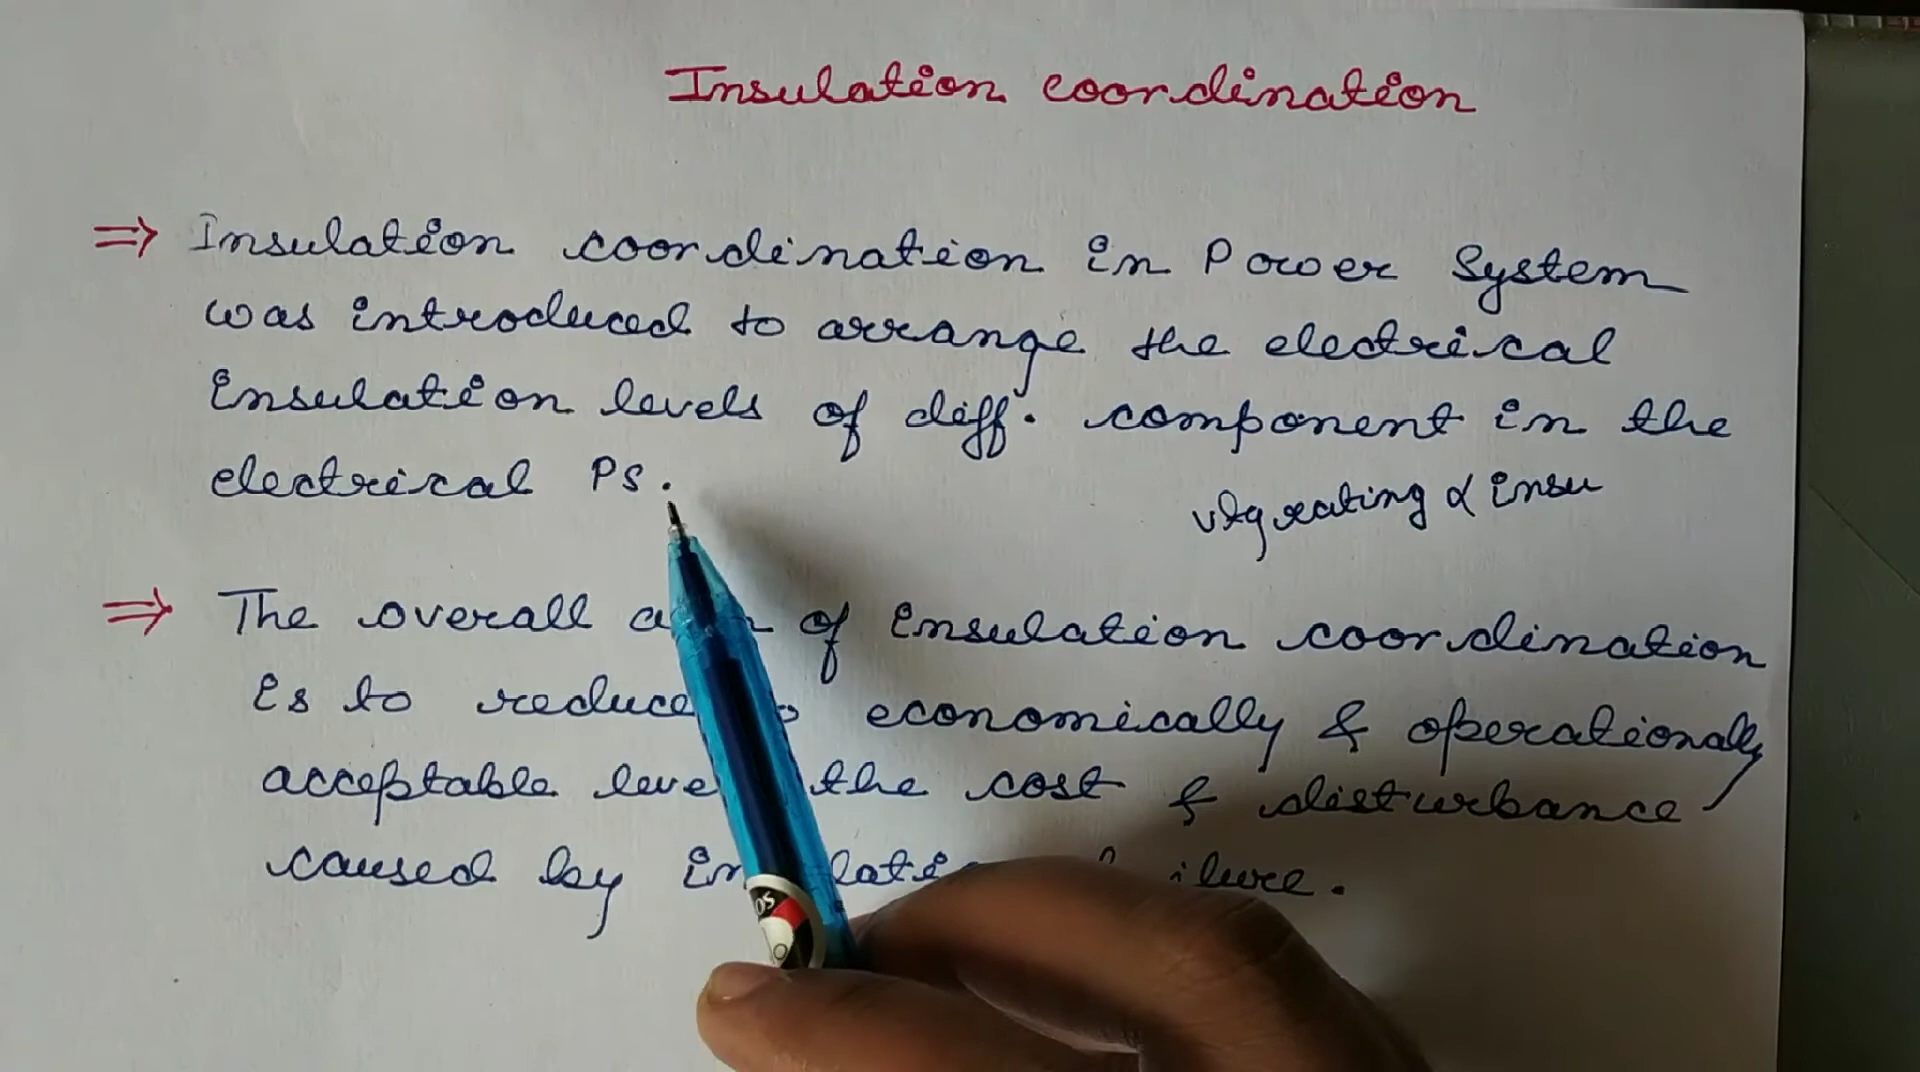 Insulation coordination
⇒ Insulation coordination in Power System
was introduced to arrange the electrical
insulation levels of diff. component in the
electrical PS.
vtg rating ∝ insu
⇒ The overall of insulation coordination
is to reduce economically & operationally
acceptable the cost & disturbance
caused by